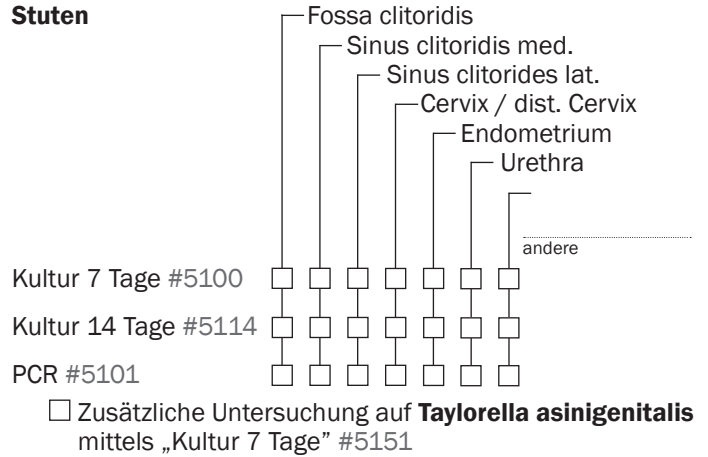 Stuten
Fossa clitoridis
Sinus clitoridis med.
Sinus clitorides lat.
Cervix / dist. Cervix
Endometrium
Urethra
andere
Kultur 7 Tage #5100
Kultur 14 Tage #5114
PCR #5101
Zusätzliche Untersuchung auf Taylorella asinigenitalis
mittels „Kultur 7 Tage” #5151